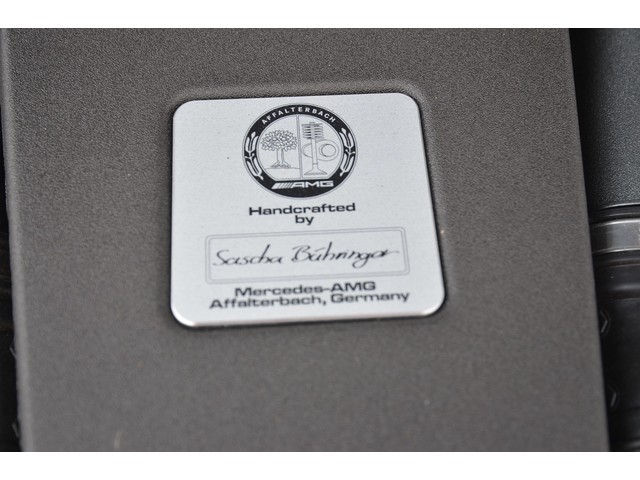 AFFALTERBACH
AMG
Handcrafted
by
Sascha Bühringer
Mercedes-AMG
Affalterbach, Germany